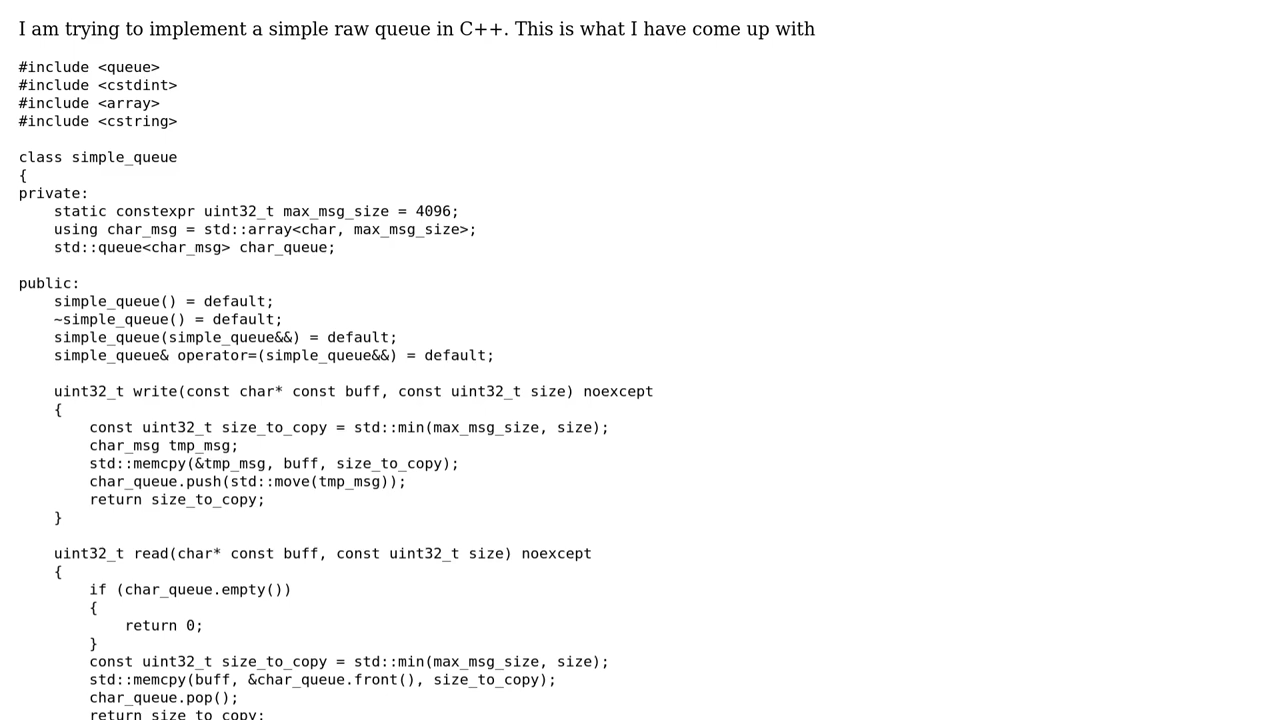 I am trying to implement a simple raw queue in C++. This is what I have come up with
#include <queue>
#include <cstdint>
#include <array>
#include <cstring>
class simple_queue
{
private:
    static constexpr uint32_t max_msg_size = 4096;
    using char_msg = std::array<char, max_msg_size>;
    std::queue<char_msg> char_queue;
public:
    simple_queue() = default;
    ~simple_queue() = default;
    simple_queue(simple_queue&&) = default;
    simple_queue& operator=(simple_queue&&) = default;
    uint32_t write(const char* const buff, const uint32_t size) noexcept
    {
        const uint32_t size_to_copy = std::min(max_msg_size, size);
        char_msg tmp_msg;
        std::memcpy(&tmp_msg, buff, size_to_copy);
        char_queue.push(std::move(tmp_msg));
        return size_to_copy;
    }
    uint32_t read(char* const buff, const uint32_t size) noexcept
    {
        if (char_queue.empty())
        {
            return 0;
        }
        const uint32_t size_to_copy = std::min(max_msg_size, size);
        std::memcpy(buff, &char_queue.front(), size_to_copy);
        char_queue.pop();
        return size_to_copy;